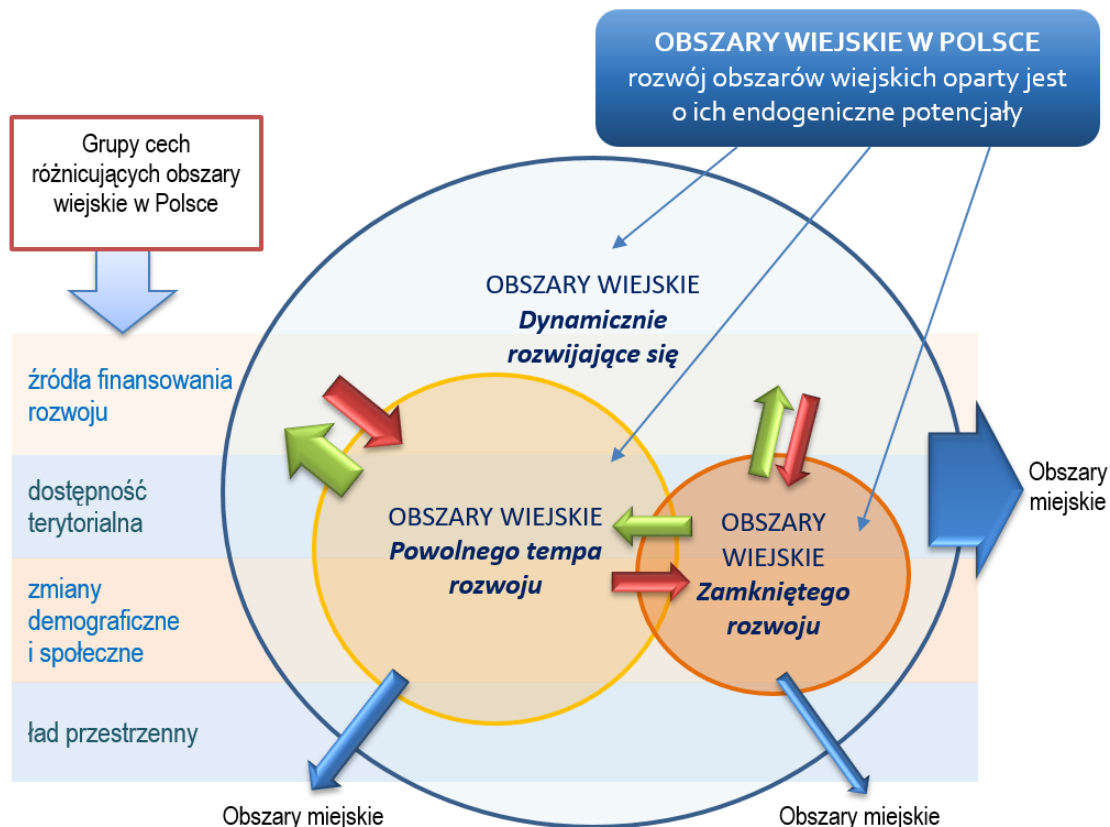 OBSZARY WIEJSKIE W POLSCE
rozwój obszarów wiejskich oparty jest
o ich endogeniczne potencjały
Grupy cech
różnicujących obszary
wiejskie w Polsce
OBSZARY WIEJSKIE
Dynamicznie
rozwijające się
źródła finansowania
rozwoju
dostępność
terytorialna
zmiany
demograficzne
i społeczne
ład przestrzenny
OBSZARY WIEJSKIE
Powolnego tempa
rozwoju
OBSZARY
WIEJSKIE
Zamkniętego
rozwoju
Obszary
miejskie
Obszary miejskie
Obszary miejskie